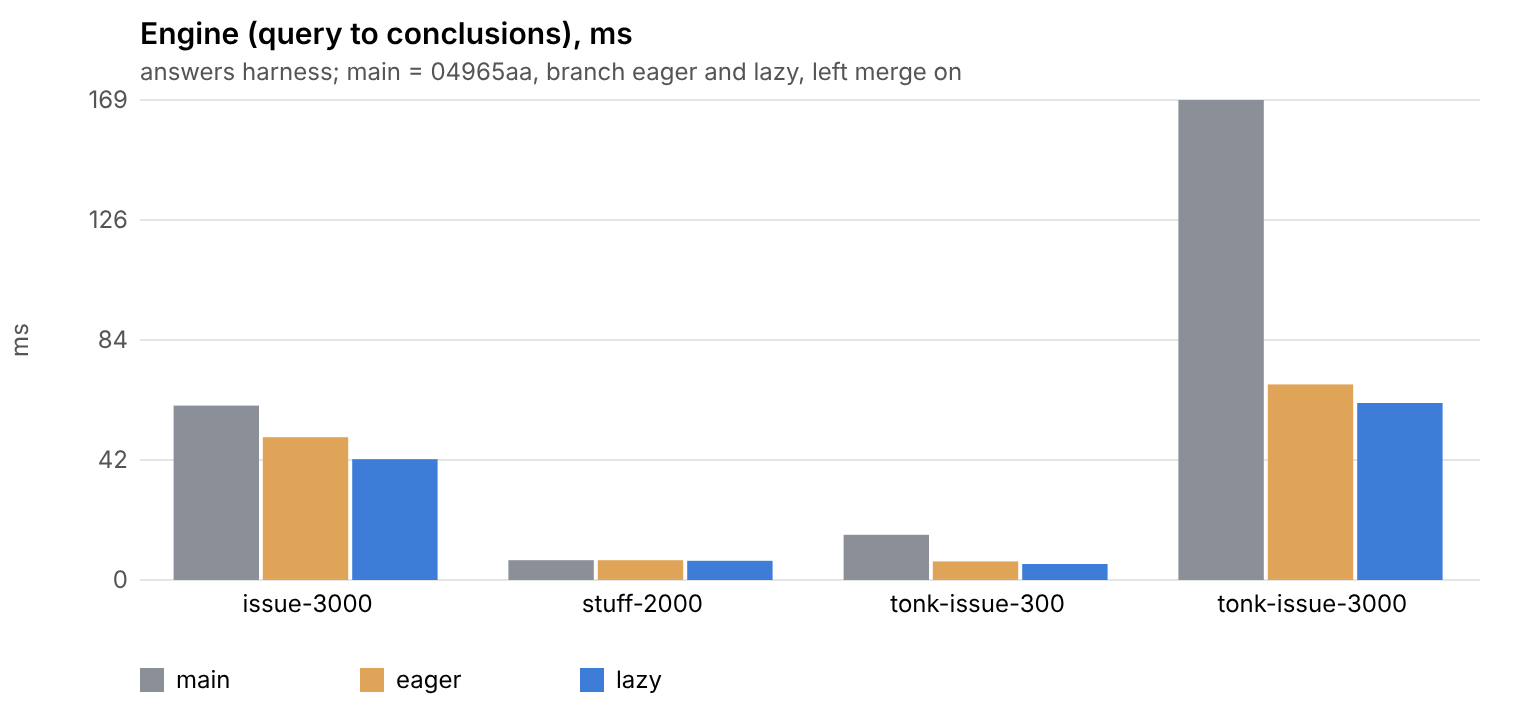 Engine (query to conclusions), ms
answers harness; main = 04965aa, branch eager and lazy, left merge on
169
126
84
42
0
ms
issue-3000 stuff-2000 tonk-issue-300 tonk-issue-3000
main eager lazy